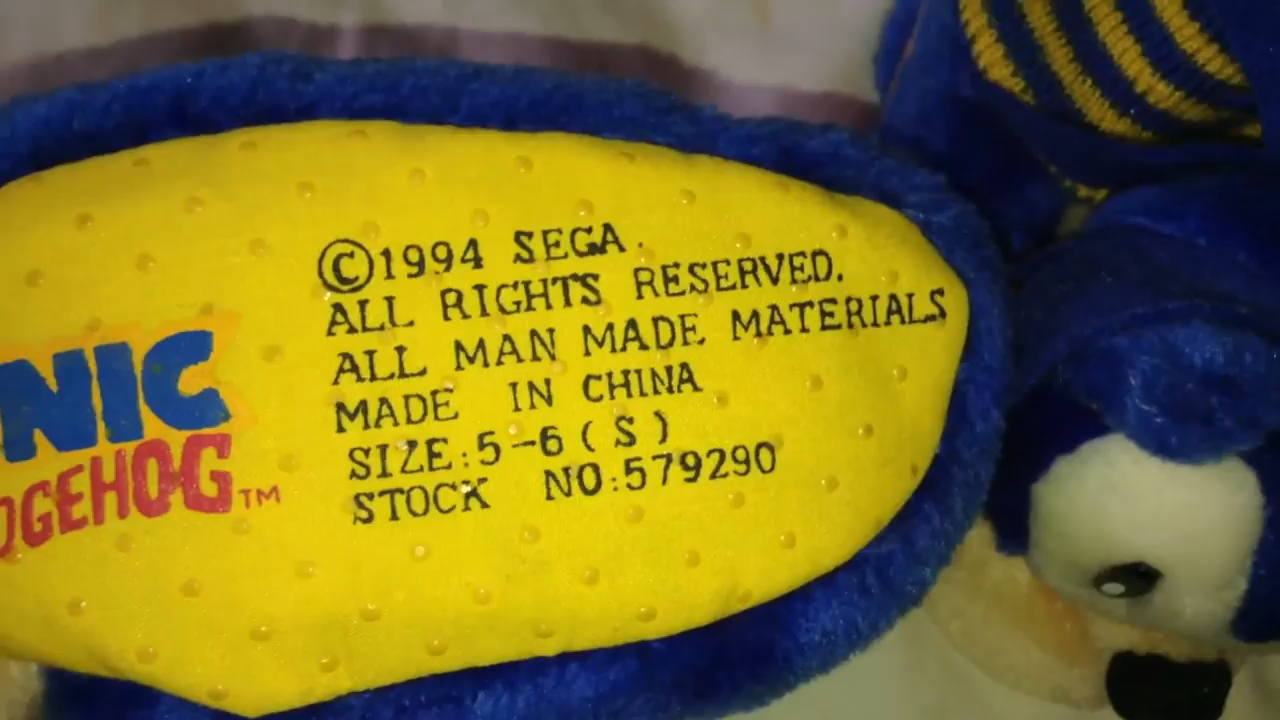 NIC
DGEHOG™
©1994 SEGA.
ALL RIGHTS RESERVED.
ALL MAN MADE MATERIALS
MADE IN CHINA
SIZE:5-6(S)
STOCK NO:579290